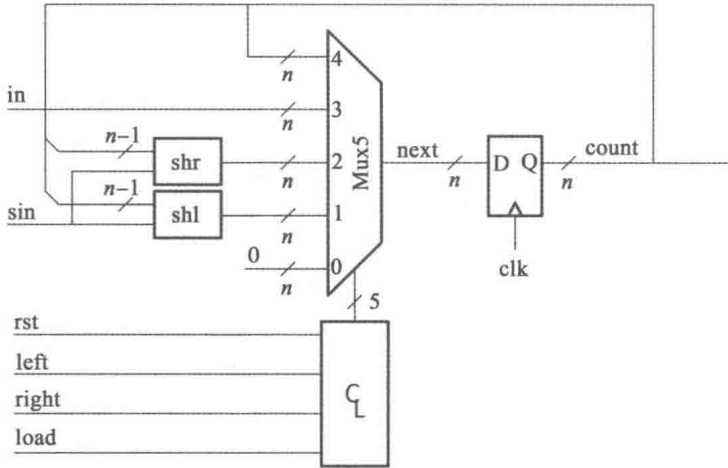 4
n
in
3
n
n–1
shr
2
n
Mux5
next
n
D Q
n
count
n–1
shl
1
n
sin
0
n
0
clk
5
rst
left
right
load
CL